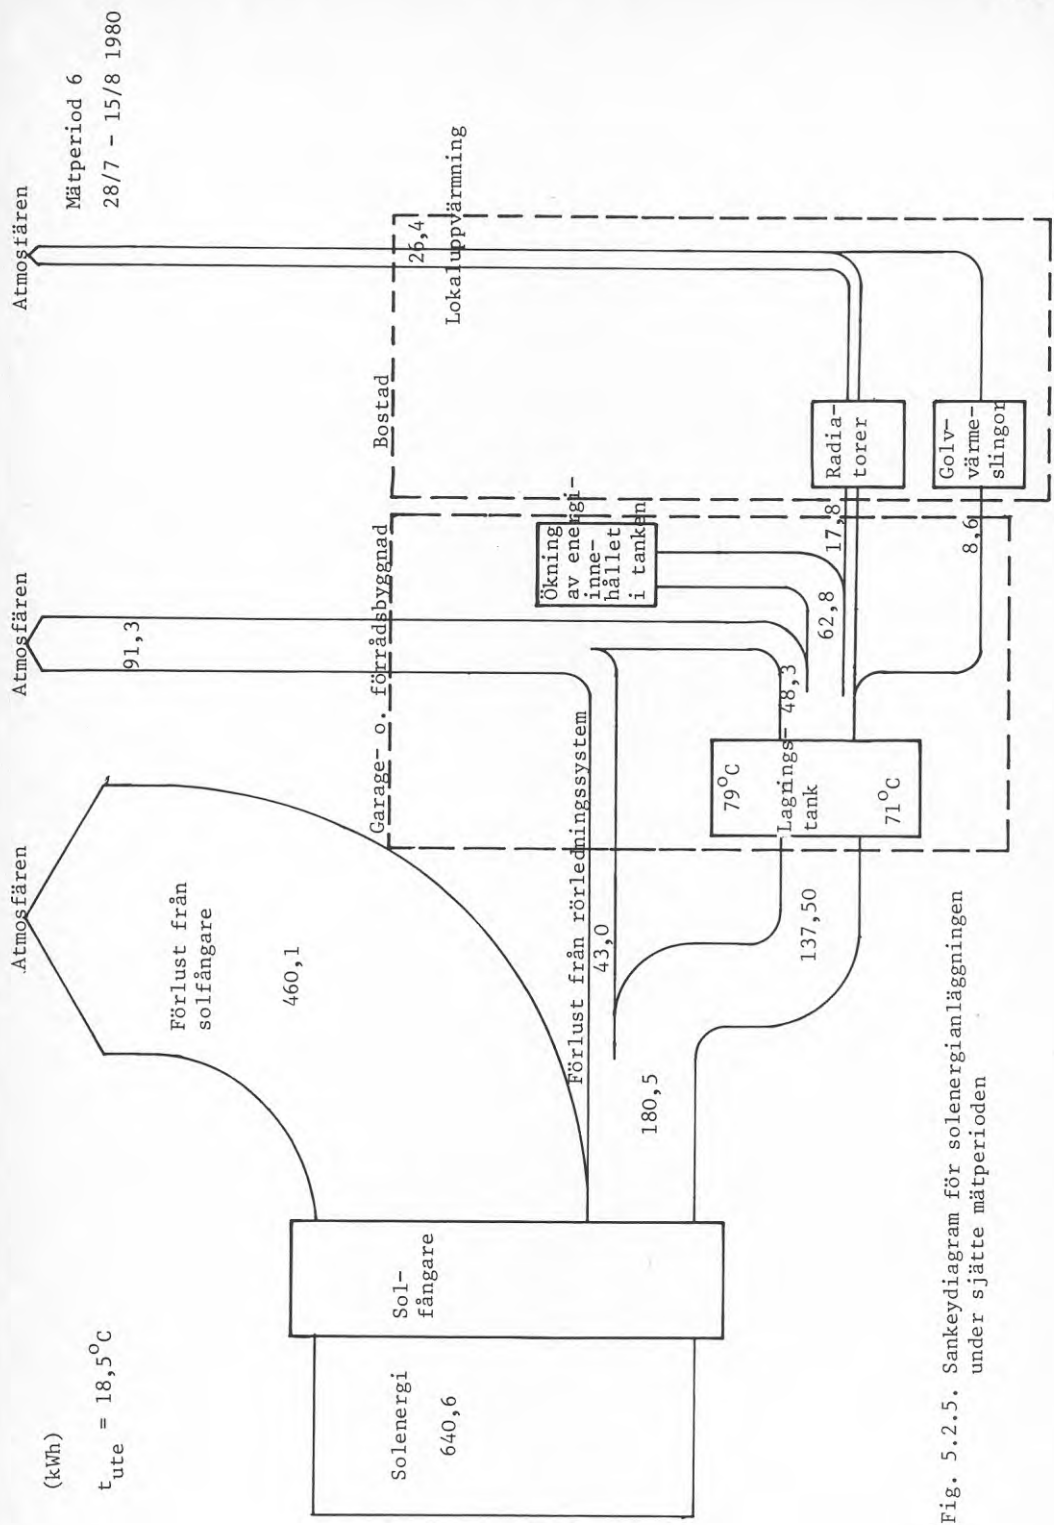 (kWh)
t_ute = 18,5°C
Mätperiod 6
28/7 - 15/8 1980
Atmosfären
Atmosfären
Atmosfären
Förlust från
solfångare
460,1
91,3
26,4
Lokaluppvärmning
Garage- o. förrådsbyggnad
Bostad
Solenergi
640,6
Sol-
fångare
Förlust från rörledningssystem
43,0
180,5
137,50
79°C
Lagrings-
tank
71°C
48,3
62,8
Ökning
av energi-
inne-
hållet
i tanken
17,8
8,6
Radia-
torer
Golv-
värme-
slingor
Fig. 5.2.5. Sankeydiagram för solenergianläggningen
under sjätte mätperioden